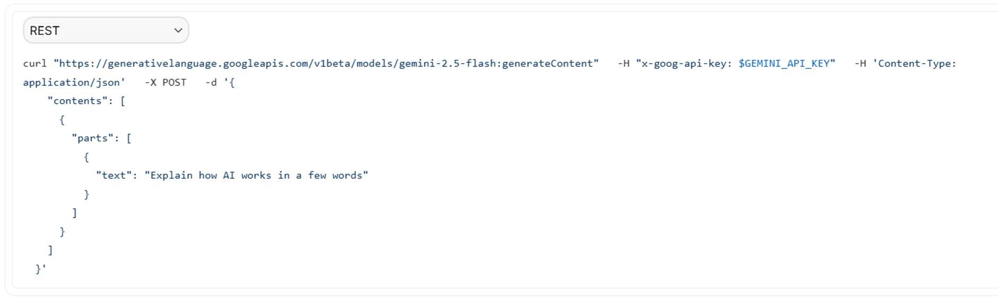 REST
curl "https://generativelanguage.googleapis.com/v1beta/models/gemini-2.5-flash:generateContent"   -H "x-goog-api-key: $GEMINI_API_KEY"   -H 'Content-Type:
application/json'   -X POST   -d '{
    "contents": [
      {
        "parts": [
          {
            "text": "Explain how AI works in a few words"
          }
        ]
      }
    ]
  }'